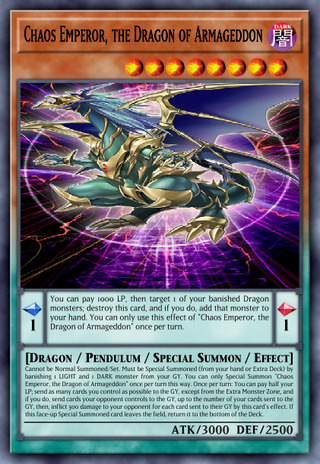 Chaos Emperor, the Dragon of Armageddon
DARK
闇
You can pay 1000 LP, then target 1 of your banished Dragon
monsters; destroy this card, and if you do, add that monster to
your hand. You can only use this effect of "Chaos Emperor, the
Dragon of Armageddon" once per turn.
1
1
[Dragon / Pendulum / Special Summon / Effect]
Cannot be Normal Summoned/Set. Must be Special Summoned (from your hand or Extra Deck) by
banishing 1 LIGHT and 1 DARK monster from your GY. You can only Special Summon "Chaos
Emperor, the Dragon of Armageddon" once per turn this way. Once per turn: You can pay half your
LP; send as many cards you control as possible to the GY, except from the Extra Monster Zone, and
if you do, send cards your opponent controls to the GY, up to the number of your cards sent to the
GY, then, inflict 300 damage to your opponent for each card sent to their GY by this card's effect. If
this face-up Special Summoned card leaves the field, return it to the bottom of the Deck.
ATK/3000 DEF/2500